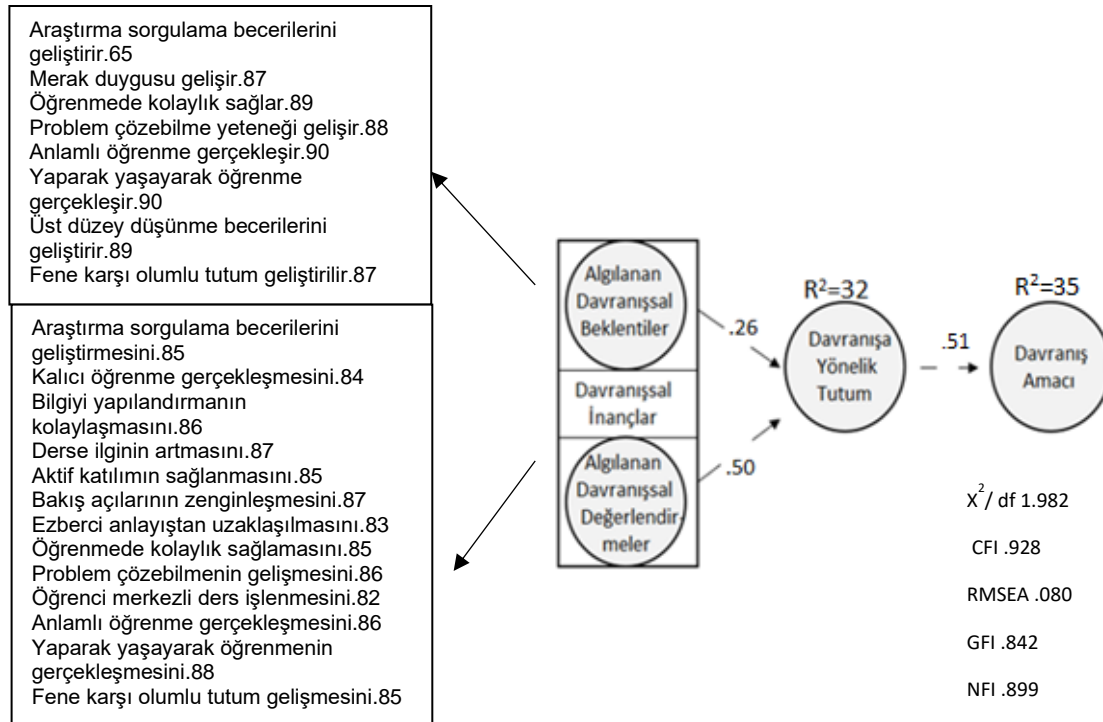 Araştırma sorgulama becerilerini
geliştirir.65
Merak duygusu gelişir.87
Öğrenmede kolaylık sağlar.89
Problem çözebilme yeteneği gelişir.88
Anlamlı öğrenme gerçekleşir.90
Yaparak yaşayarak öğrenme
gerçekleşir.90
Üst düzey düşünme becerilerini
geliştirir.89
Fene karşı olumlu tutum geliştirilir.87
Araştırma sorgulama becerilerini
geliştirmesini.85
Kalıcı öğrenme gerçekleşmesini.84
Bilgiyi yapılandırmanın
kolaylaşmasını.86
Derse ilginin artmasını.87
Aktif katılımın sağlanmasını.85
Bakış açılarının zenginleşmesini.87
Ezberci anlayıştan uzaklaşılmasını.83
Öğrenmede kolaylık sağlamasını.85
Problem çözebilmenin gelişmesini.86
Öğrenci merkezli ders işlenmesini.82
Anlamlı öğrenme gerçekleşmesini.86
Yaparak yaşayarak öğrenmenin
gerçekleşmesini.88
Fene karşı olumlu tutum gelişmesini.85
Algılanan
Davranışsal
Beklentiler
Davranışsal
İnançlar
Algılanan
Davranışsal
Değerlendir-
meler
.26
.50
R²=32
Davranışa
Yönelik
Tutum
.51
R²=35
Davranış
Amacı
X²/ df 1.982
CFI .928
RMSEA .080
GFI .842
NFI .899